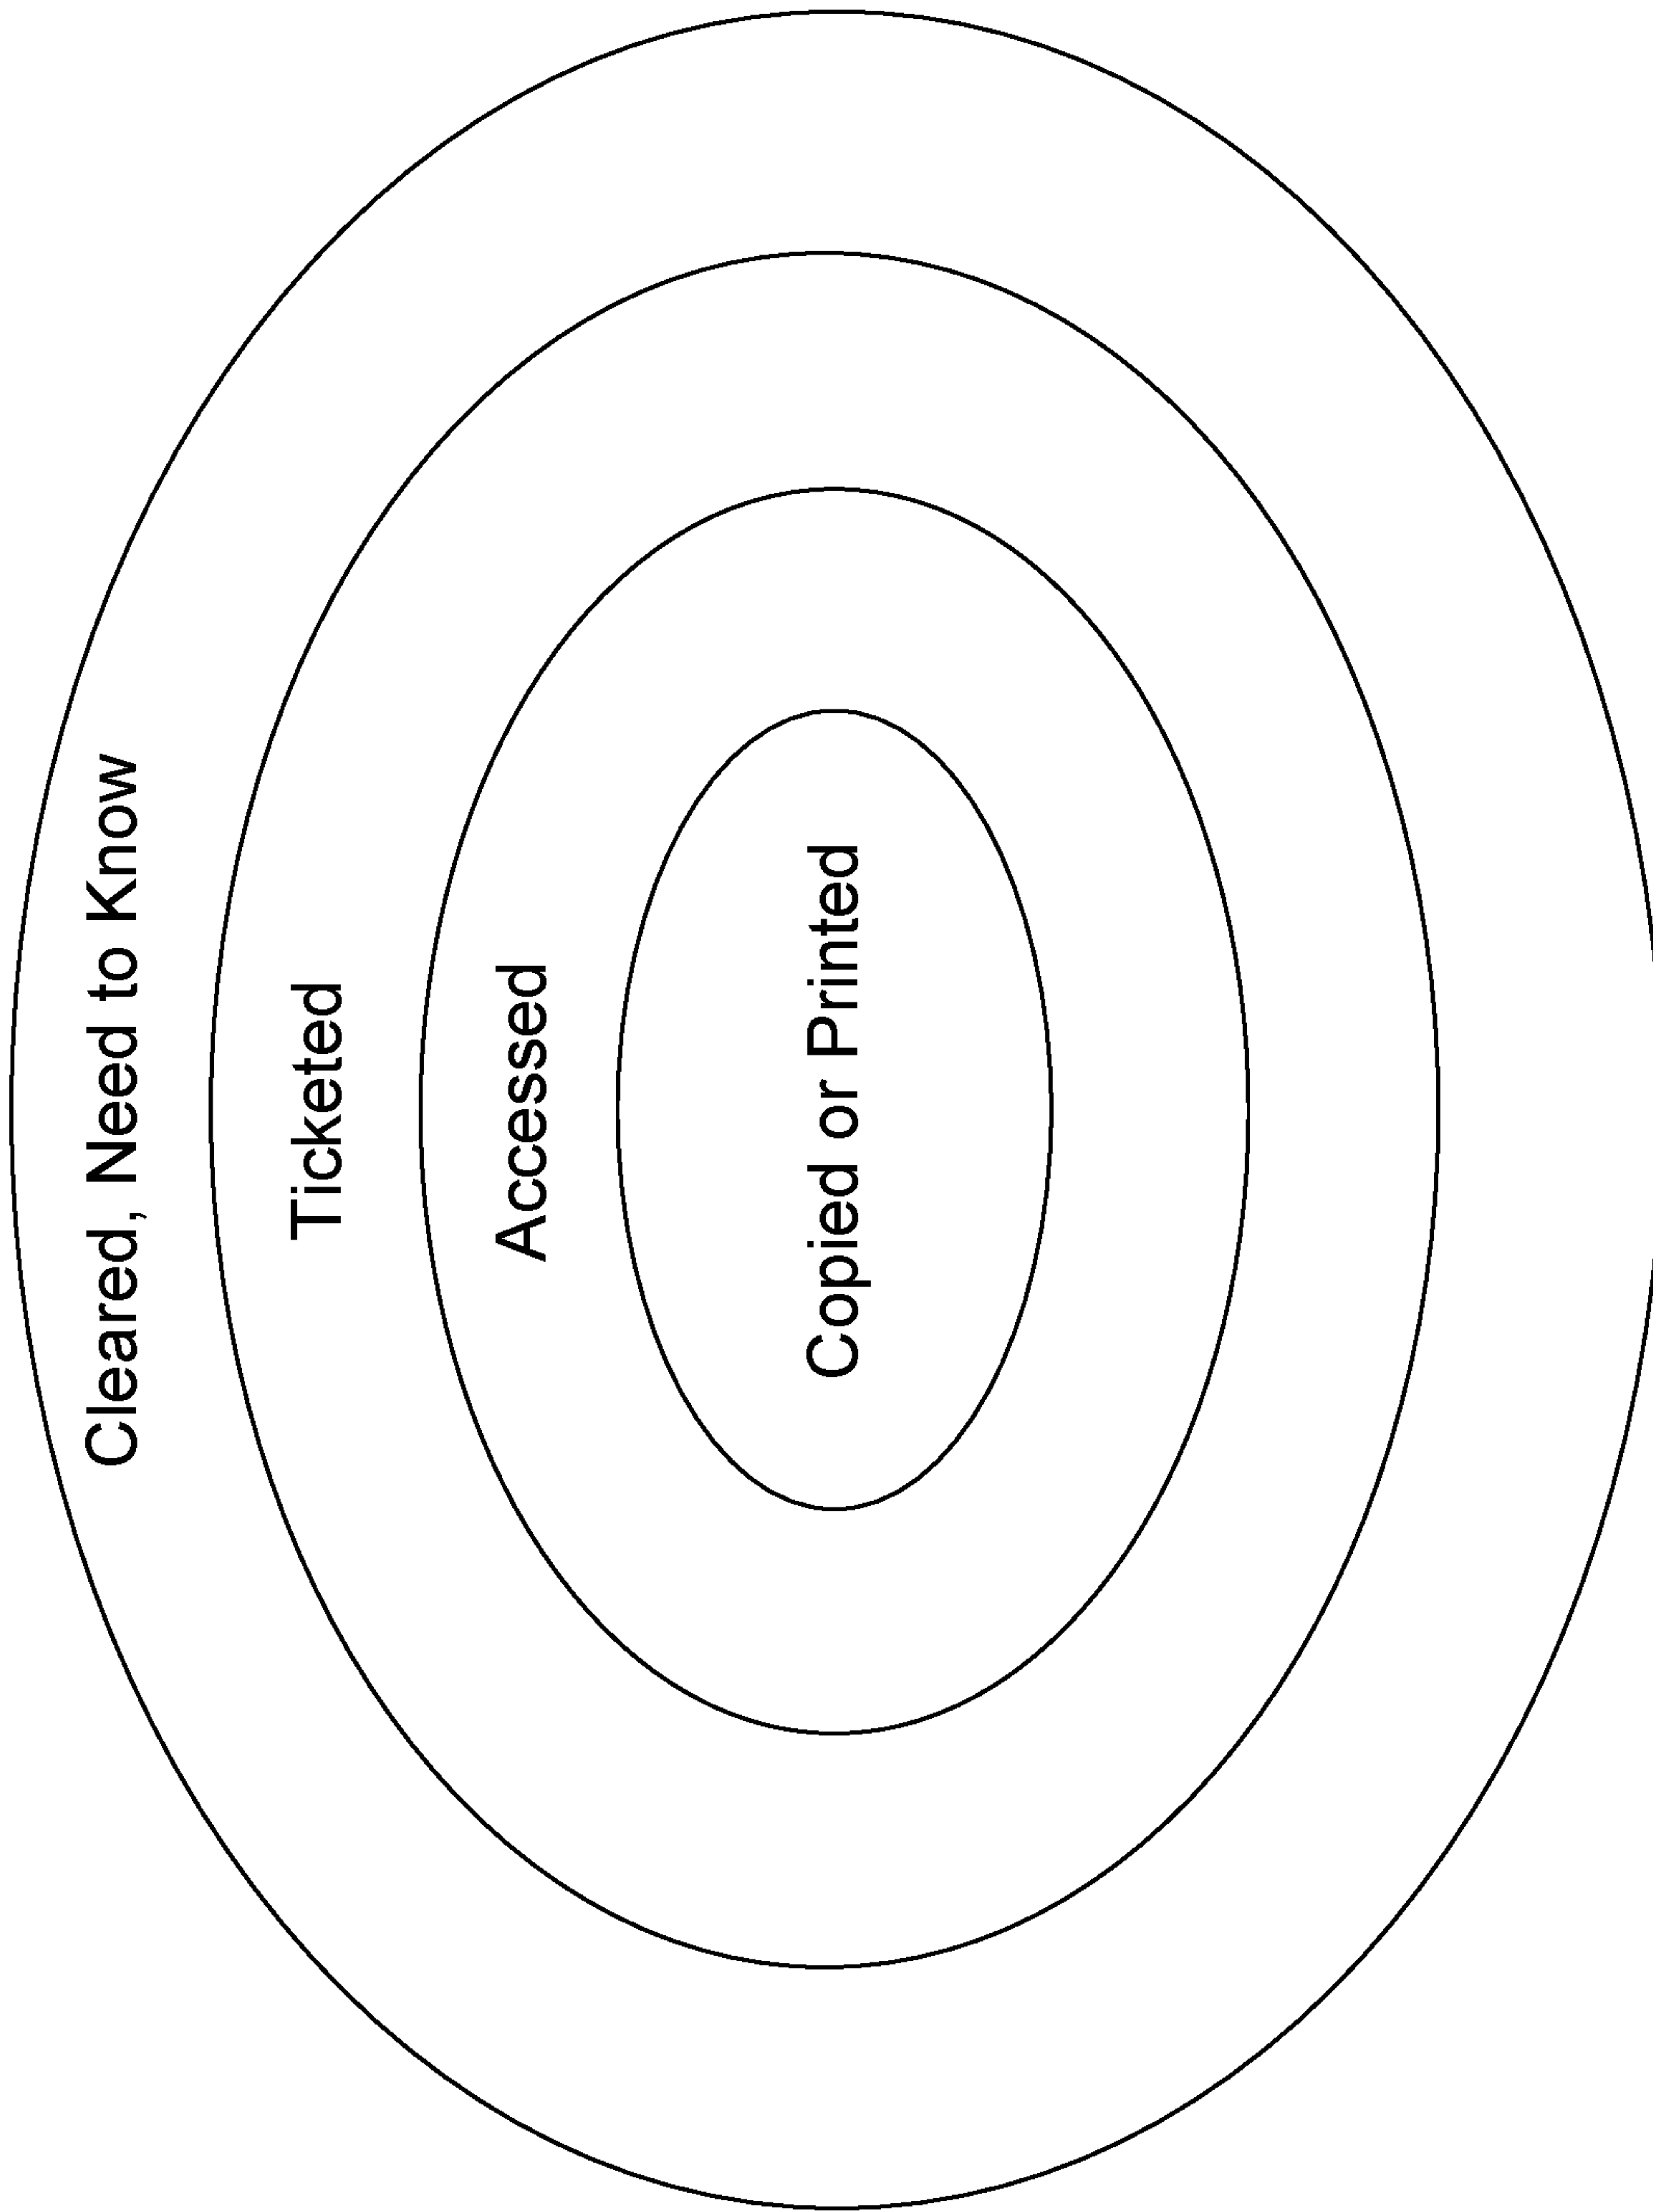 Cleared, Need to Know
Ticketed
Accessed
Copied or Printed